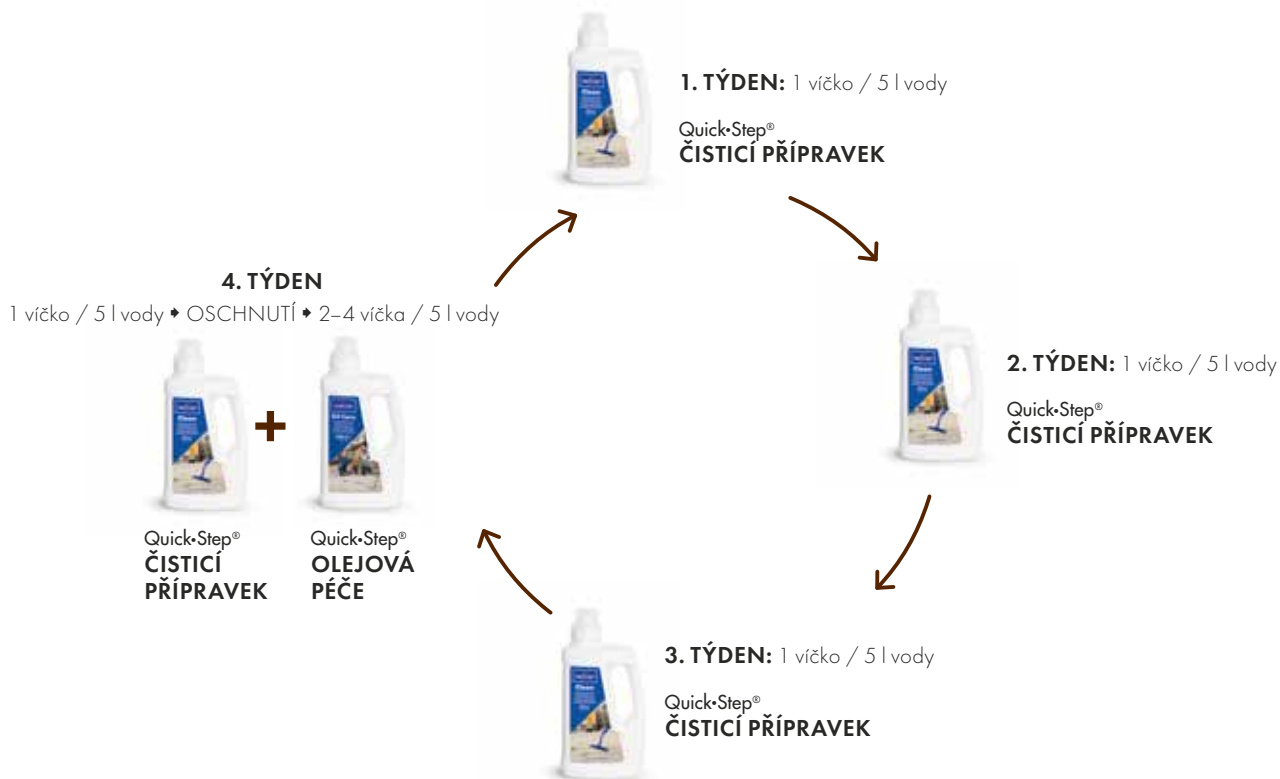 1. TÝDEN: 1 víčko / 5 l vody
Quick•Step®
ČISTICÍ PŘÍPRAVEK
2. TÝDEN: 1 víčko / 5 l vody
Quick•Step®
ČISTICÍ PŘÍPRAVEK
3. TÝDEN: 1 víčko / 5 l vody
Quick•Step®
ČISTICÍ PŘÍPRAVEK
4. TÝDEN
1 víčko / 5 l vody ➧ OSCHNUTÍ ➧ 2–4 víčka / 5 l vody
+
Quick•Step®
ČISTICÍ
PŘÍPRAVEK
Quick•Step®
OLEJOVÁ
PÉČE